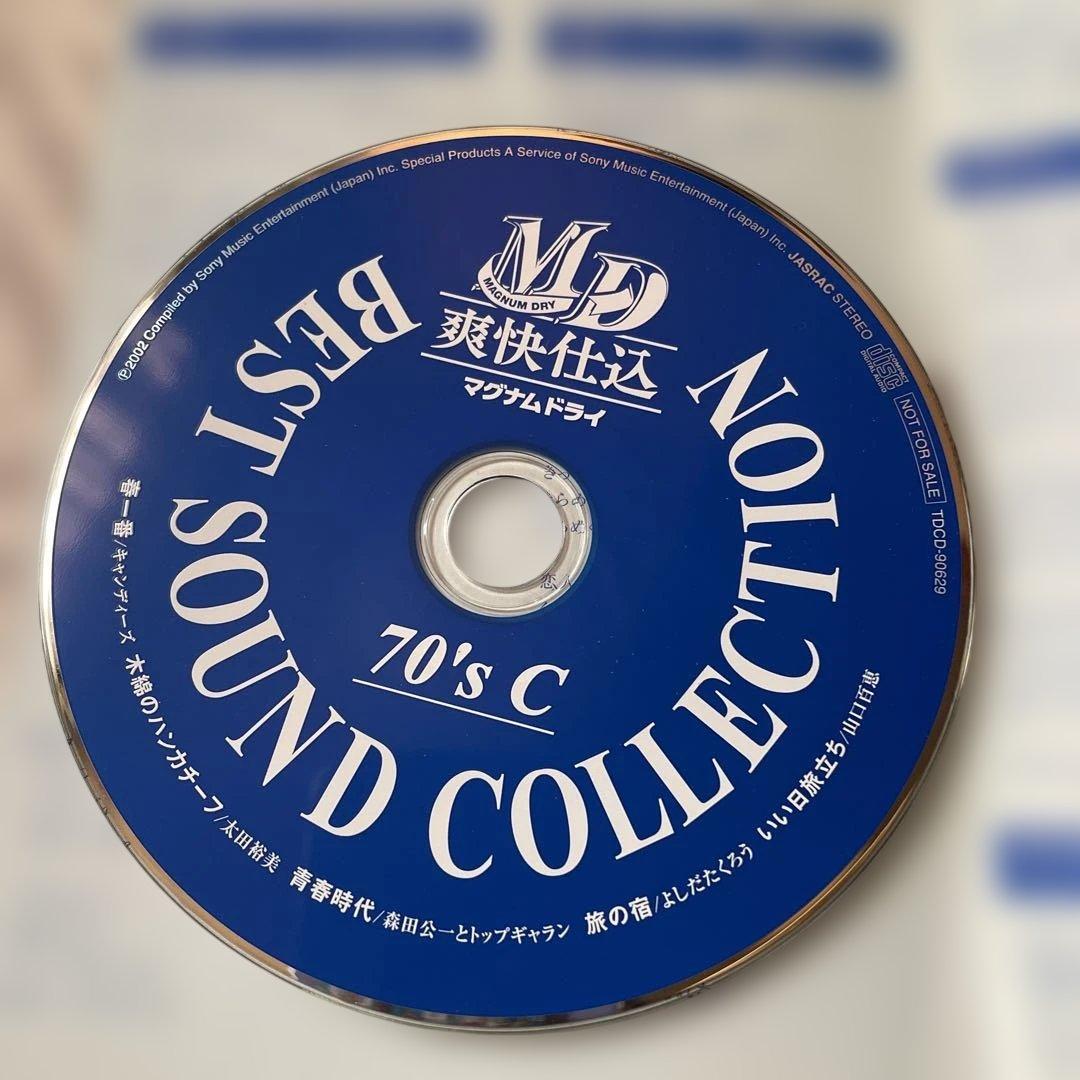 ℗2002 Compiled by Sony Music Entertainment (Japan) Inc. Special Products A Service of Sony Music Entertainment (Japan) Inc. JASRAC STEREO
COMPACT
disc
DIGITAL AUDIO
NOT FOR SALE
TDCD-90629
MD
MAGNUM DRY
爽快仕込
マグナムドライ
BEST SOUND COLLECTION
70's C
春一番/キャンディーズ 木綿のハンカチーフ/太田裕美 青春時代/森田公一とトップギャラン 旅の宿/よしだたくろう いい日旅立ち/山口百恵